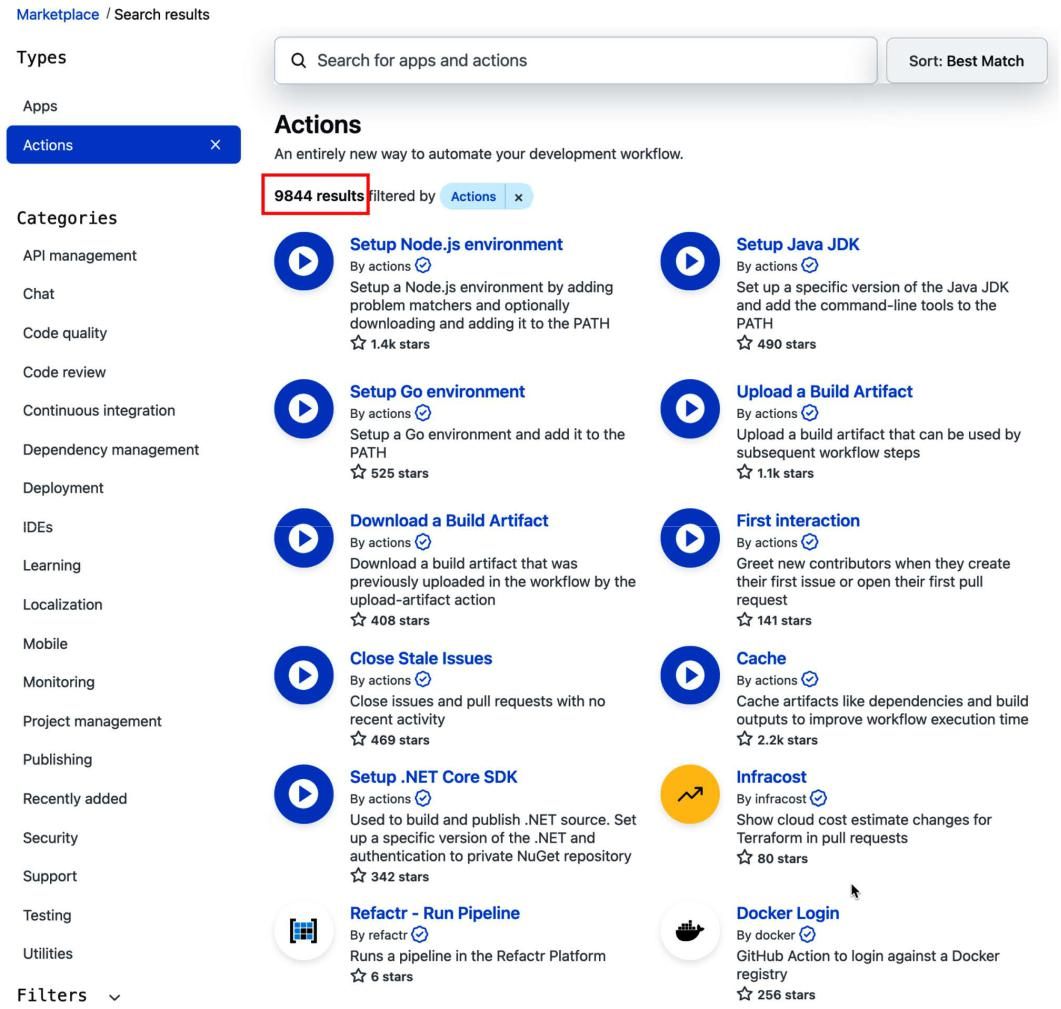 Marketplace / Search results
Types
Apps
Actions
Categories
API management
Chat
Code quality
Code review
Continuous integration
Dependency management
Deployment
IDEs
Learning
Localization
Mobile
Monitoring
Project management
Publishing
Recently added
Security
Support
Testing
Utilities
Filters
Search for apps and actions
Sort: Best Match
Actions
An entirely new way to automate your development workflow.
9844 results filtered by Actions ×
Setup Node.js environment
By actions
Setup a Node.js environment by adding
problem matchers and optionally
downloading and adding it to the PATH
1.4k stars
Setup Java JDK
By actions
Set up a specific version of the Java JDK
and add the command-line tools to the
PATH
490 stars
Setup Go environment
By actions
Setup a Go environment and add it to the
PATH
525 stars
Upload a Build Artifact
By actions
Upload a build artifact that can be used by
subsequent workflow steps
1.1k stars
Download a Build Artifact
By actions
Download a build artifact that was
previously uploaded in the workflow by the
upload-artifact action
408 stars
First interaction
By actions
Greet new contributors when they create
their first issue or open their first pull
request
141 stars
Close Stale Issues
By actions
Close issues and pull requests with no
recent activity
469 stars
Cache
By actions
Cache artifacts like dependencies and build
outputs to improve workflow execution time
2.2k stars
Setup .NET Core SDK
By actions
Used to build and publish .NET source. Set
up a specific version of the .NET and
authentication to private NuGet repository
342 stars
Infracost
By infracost
Show cloud cost estimate changes for
Terraform in pull requests
80 stars
Refactr - Run Pipeline
By refactr
Runs a pipeline in the Refactr Platform
6 stars
Docker Login
By docker
GitHub Action to login against a Docker
registry
256 stars